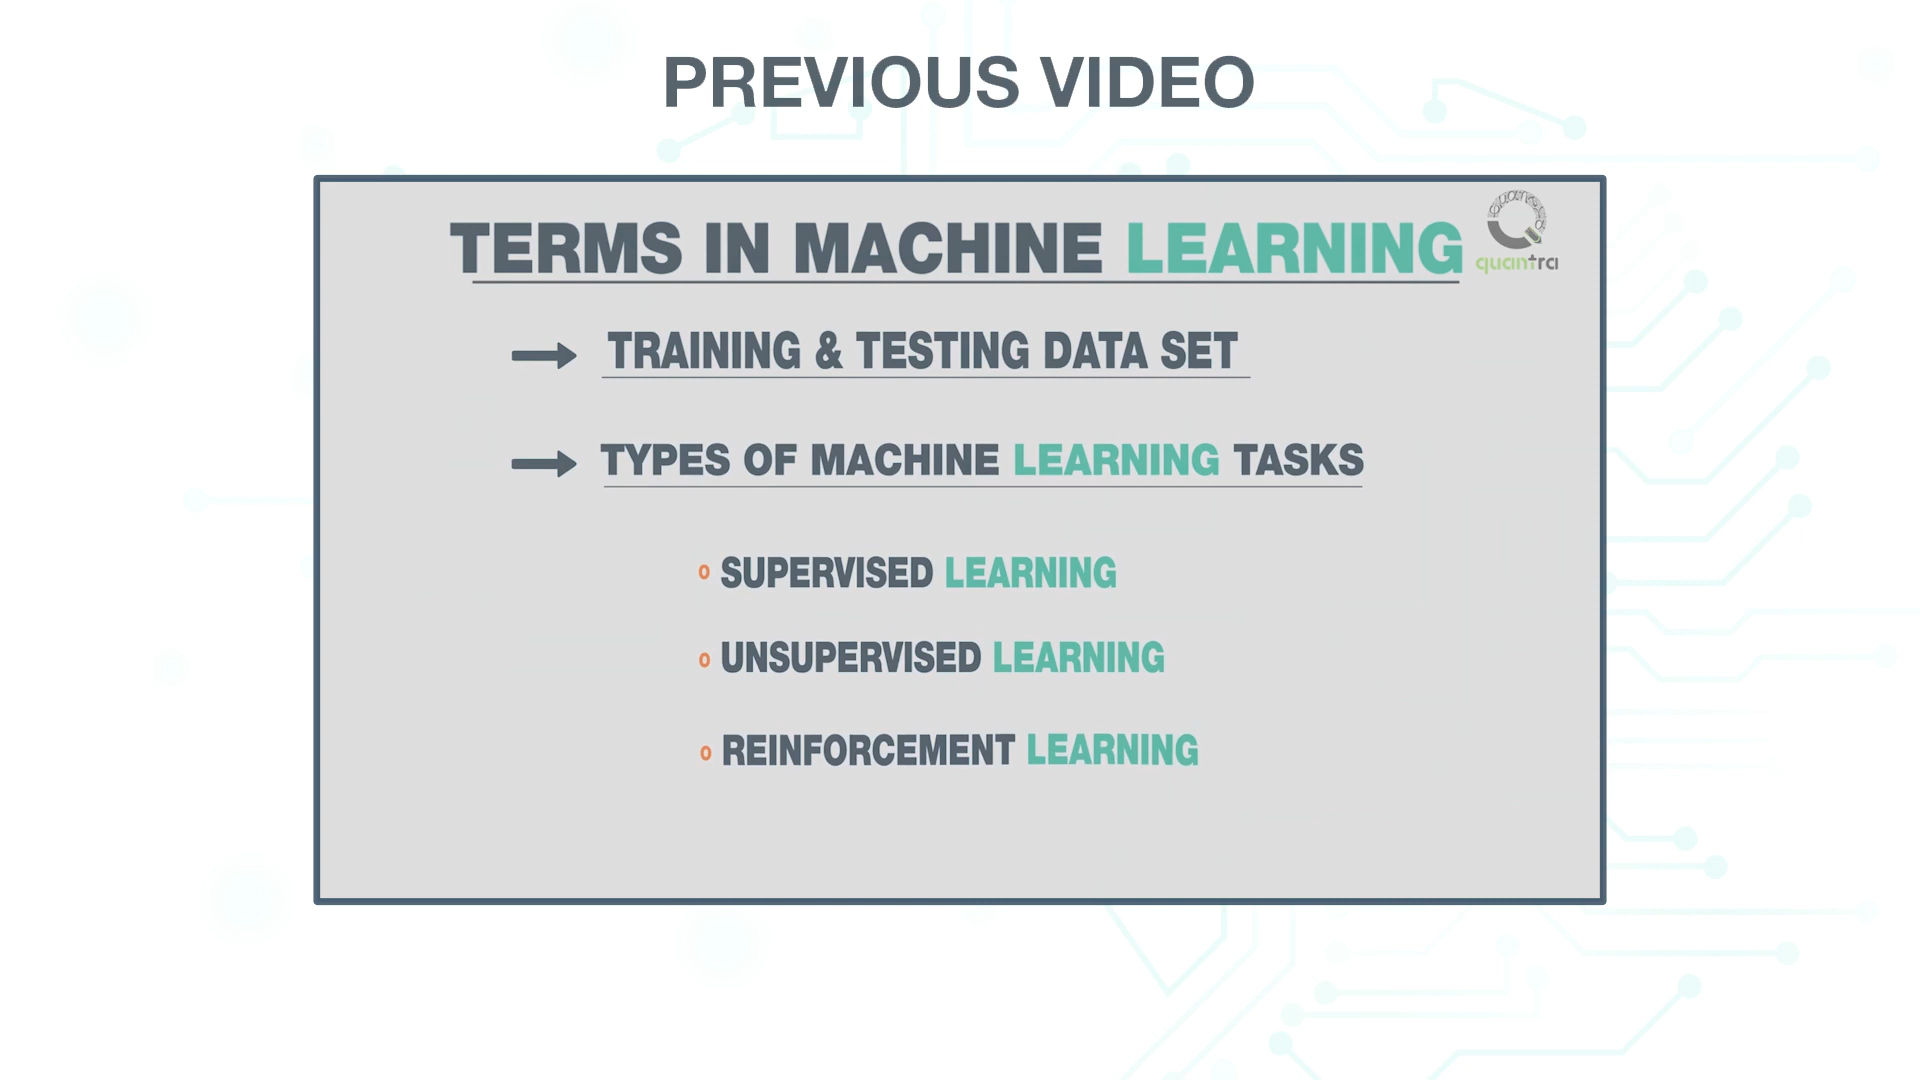 PREVIOUS VIDEO
TERMS IN MACHINE LEARNING
quantra
TRAINING & TESTING DATA SET
TYPES OF MACHINE LEARNING TASKS
SUPERVISED LEARNING
UNSUPERVISED LEARNING
REINFORCEMENT LEARNING